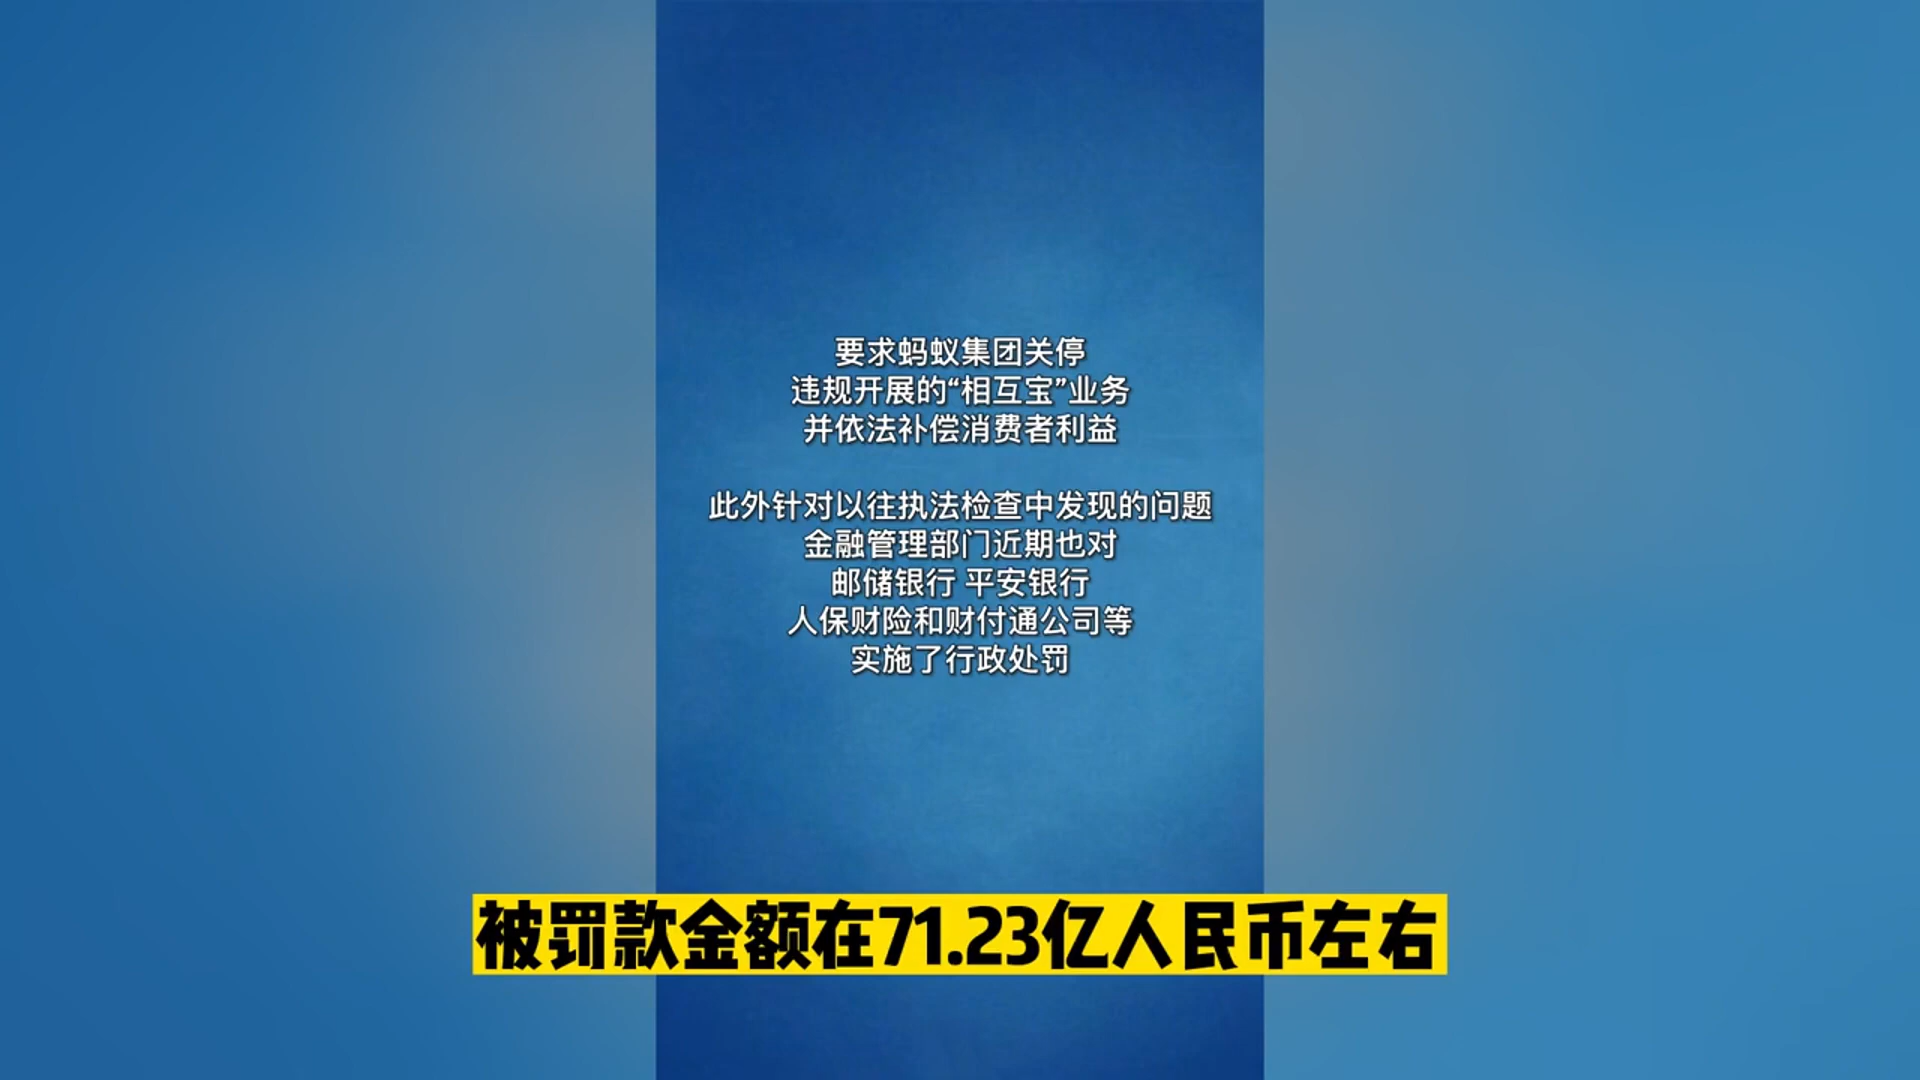 要求蚂蚁集团关停
违规开展的“相互宝”业务
并依法补偿消费者利益
此外针对以往执法检查中发现的问题
金融管理部门近期也对
邮储银行 平安银行
人保财险和财付通公司等
实施了行政处罚
被罚款金额在71.23亿人民币左右